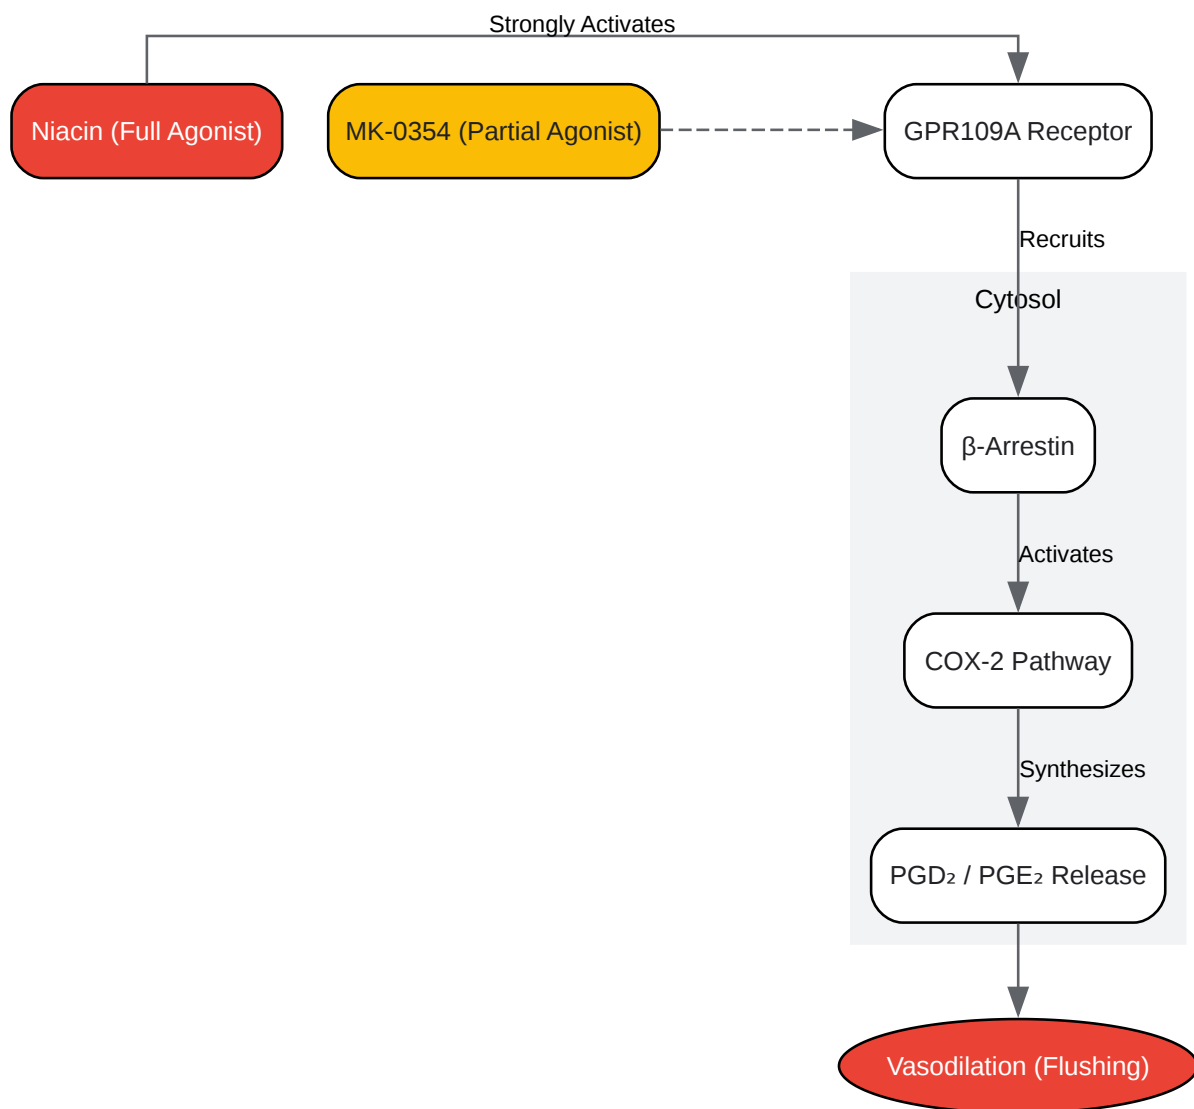 Strongly Activates
Niacin (Full Agonist)
MK-0354 (Partial Agonist)
GPR109A Receptor
Recruits
Cytosol
β-Arrestin
Activates
COX-2 Pathway
Synthesizes
PGD₂ / PGE₂ Release
Vasodilation (Flushing)